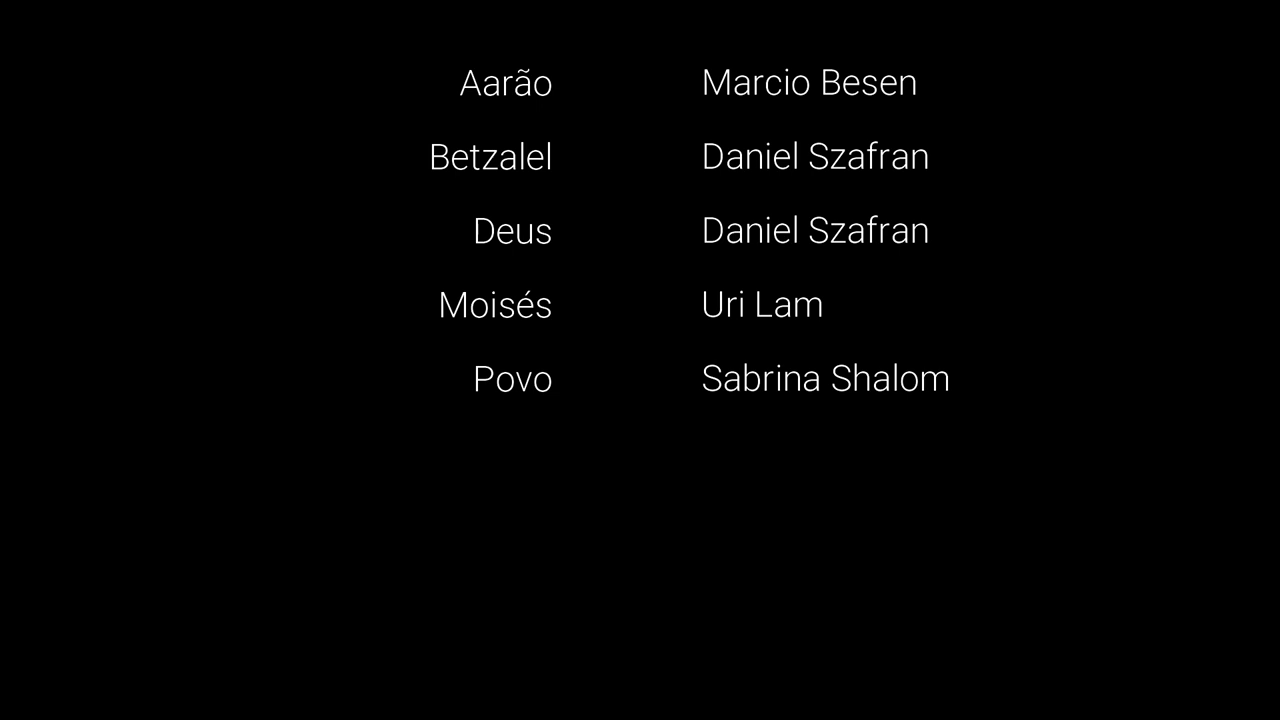 Aarão Marcio Besen
Betzalel Daniel Szafran
Deus Daniel Szafran
Moisés Uri Lam
Povo Sabrina Shalom